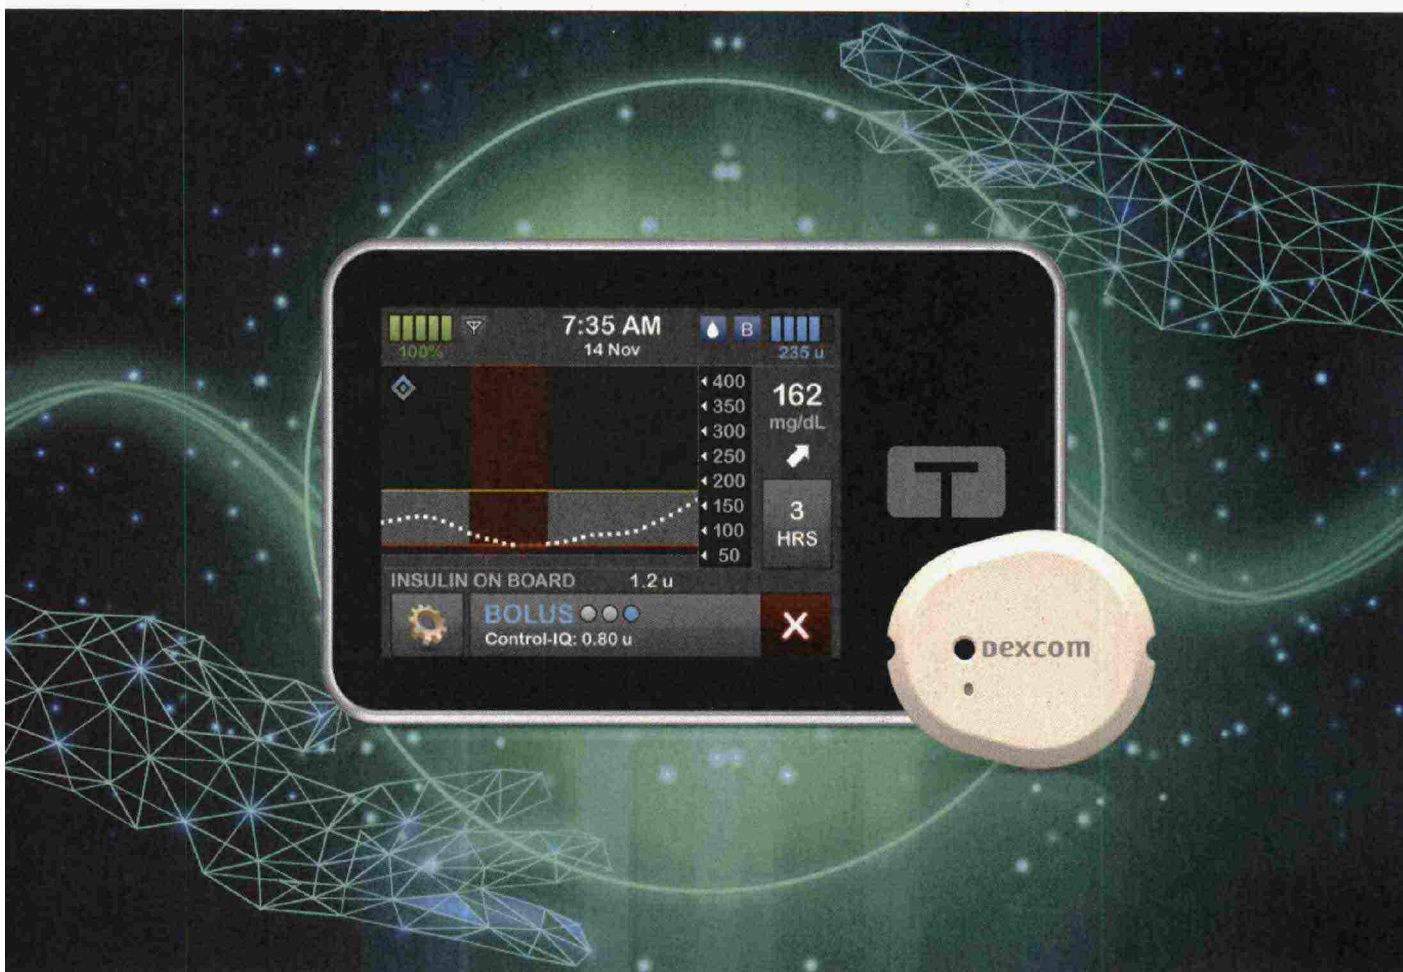 7:35 AM
14 Nov
100%
B
235 u
400
350
300
250
200
150
100
50
162
mg/dL
3
HRS
INSULIN ON BOARD 1.2 u
BOLUS
Control-IQ: 0.80 u
X
T
Dexcom